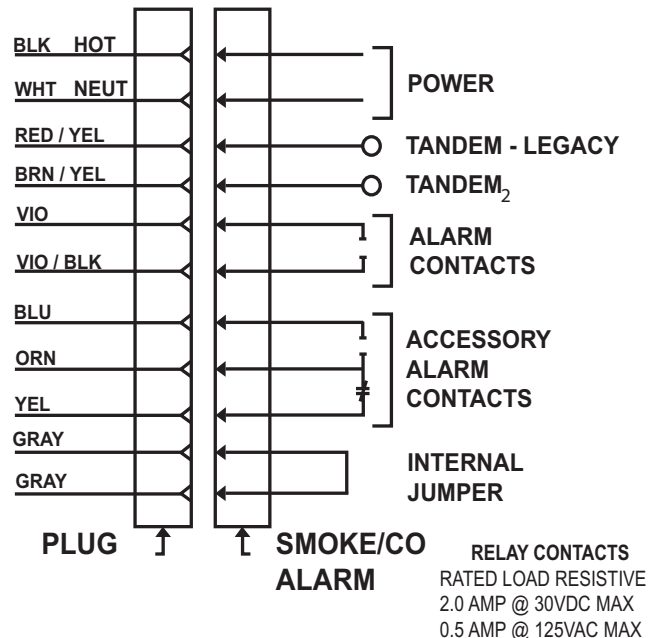 BLK HOT
WHT NEUT
POWER
RED / YEL
TANDEM - LEGACY
BRN / YEL
TANDEM2
VIO
ALARM
CONTACTS
VIO / BLK
BLU
ACCESSORY
ALARM
CONTACTS
ORN
YEL
GRAY
INTERNAL
JUMPER
GRAY
PLUG
SMOKE/CO
ALARM
RELAY CONTACTS
RATED LOAD RESISTIVE
2.0 AMP @ 30VDC MAX
0.5 AMP @ 125VAC MAX